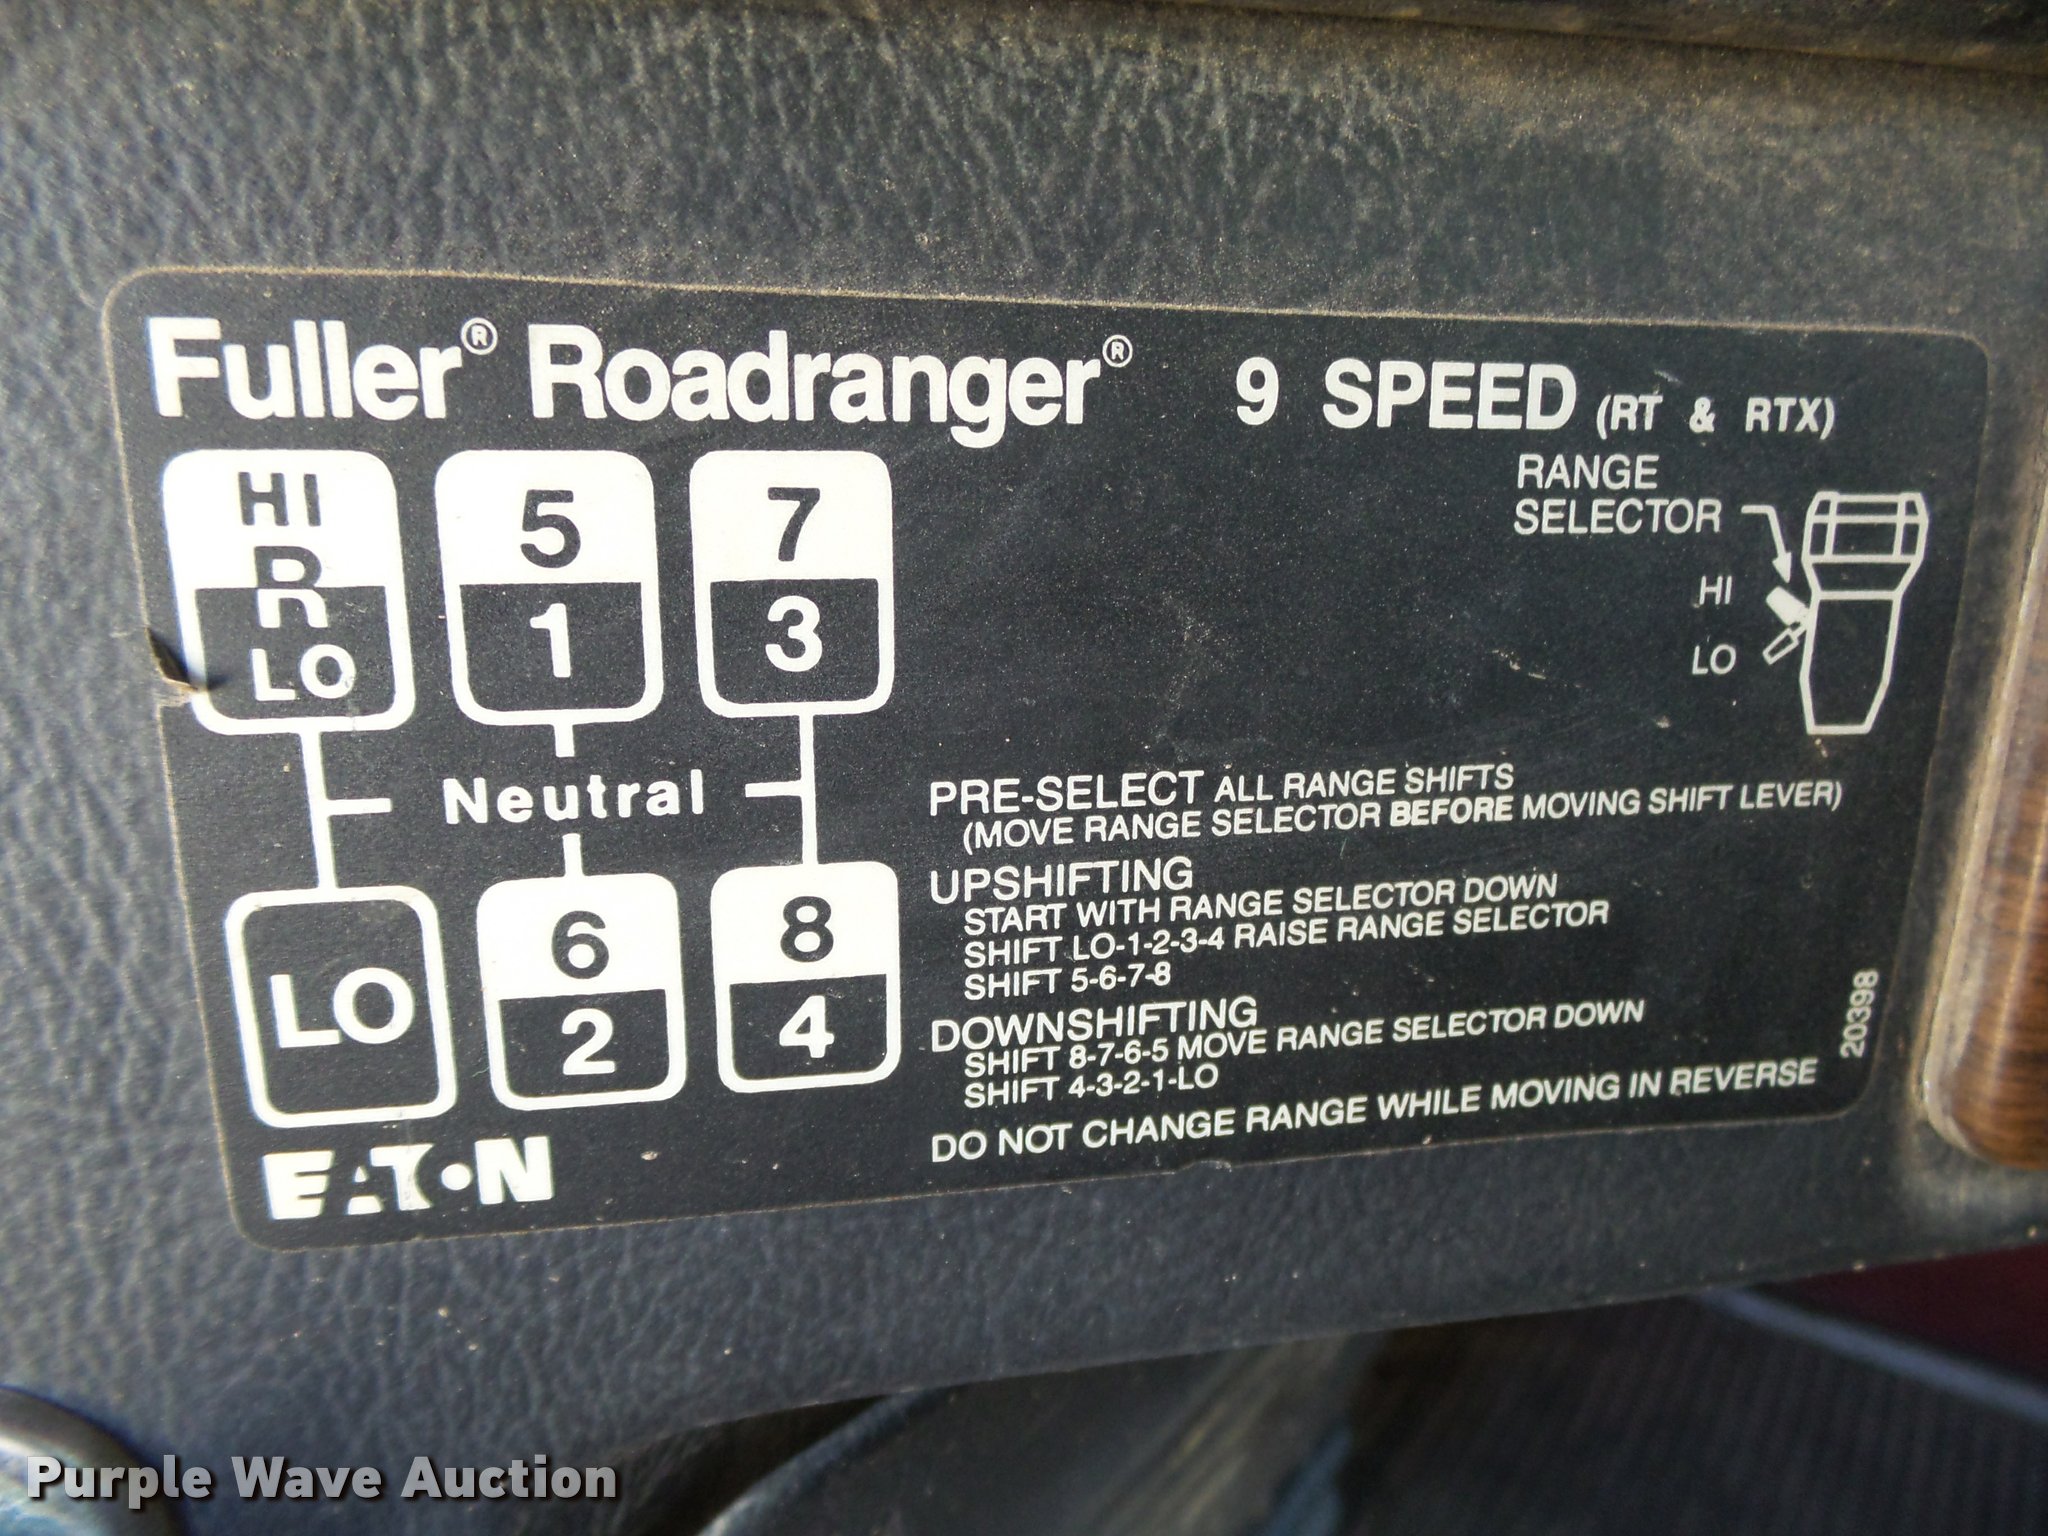 Fuller® Roadranger® 9 SPEED (RT & RTX)
HI
R
LO
5
1
7
3
RANGE
SELECTOR
HI
LO
Neutral
LO
6
2
8
4
PRE-SELECT ALL RANGE SHIFTS
(MOVE RANGE SELECTOR BEFORE MOVING SHIFT LEVER)
UPSHIFTING
START WITH RANGE SELECTOR DOWN
SHIFT LO-1-2-3-4 RAISE RANGE SELECTOR
SHIFT 5-6-7-8
DOWNSHIFTING
SHIFT 8-7-6-5 MOVE RANGE SELECTOR DOWN
SHIFT 4-3-2-1-LO
DO NOT CHANGE RANGE WHILE MOVING IN REVERSE
20398
EATON
Purple Wave Auction